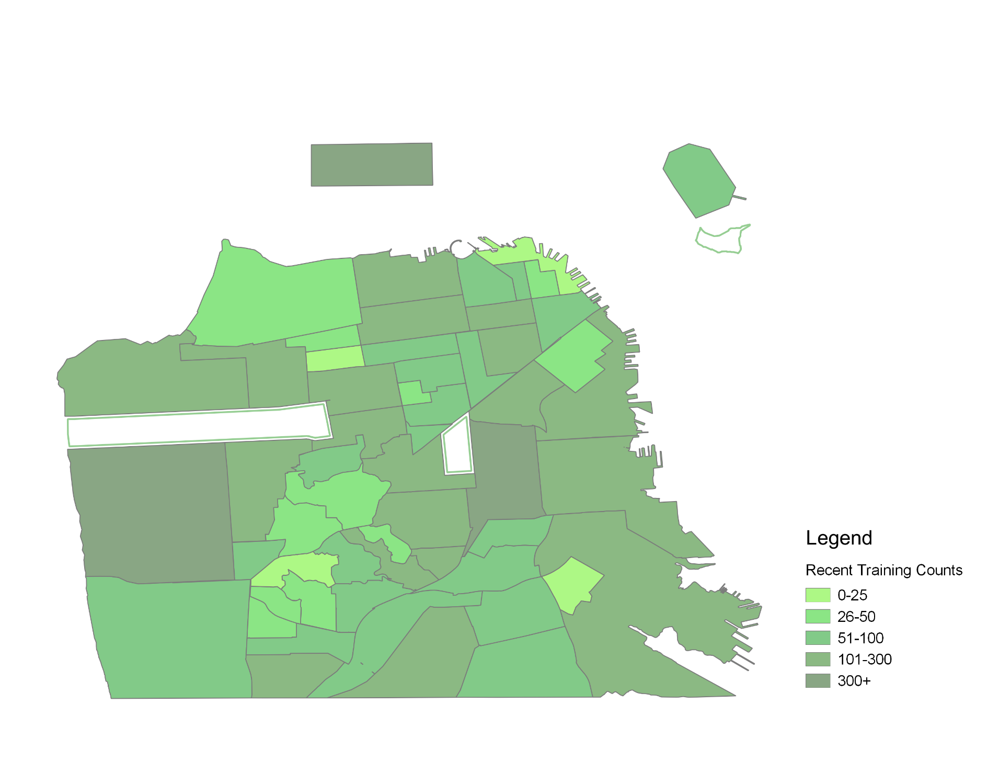 Legend
Recent Training Counts
0-25
26-50
51-100
101-300
300+